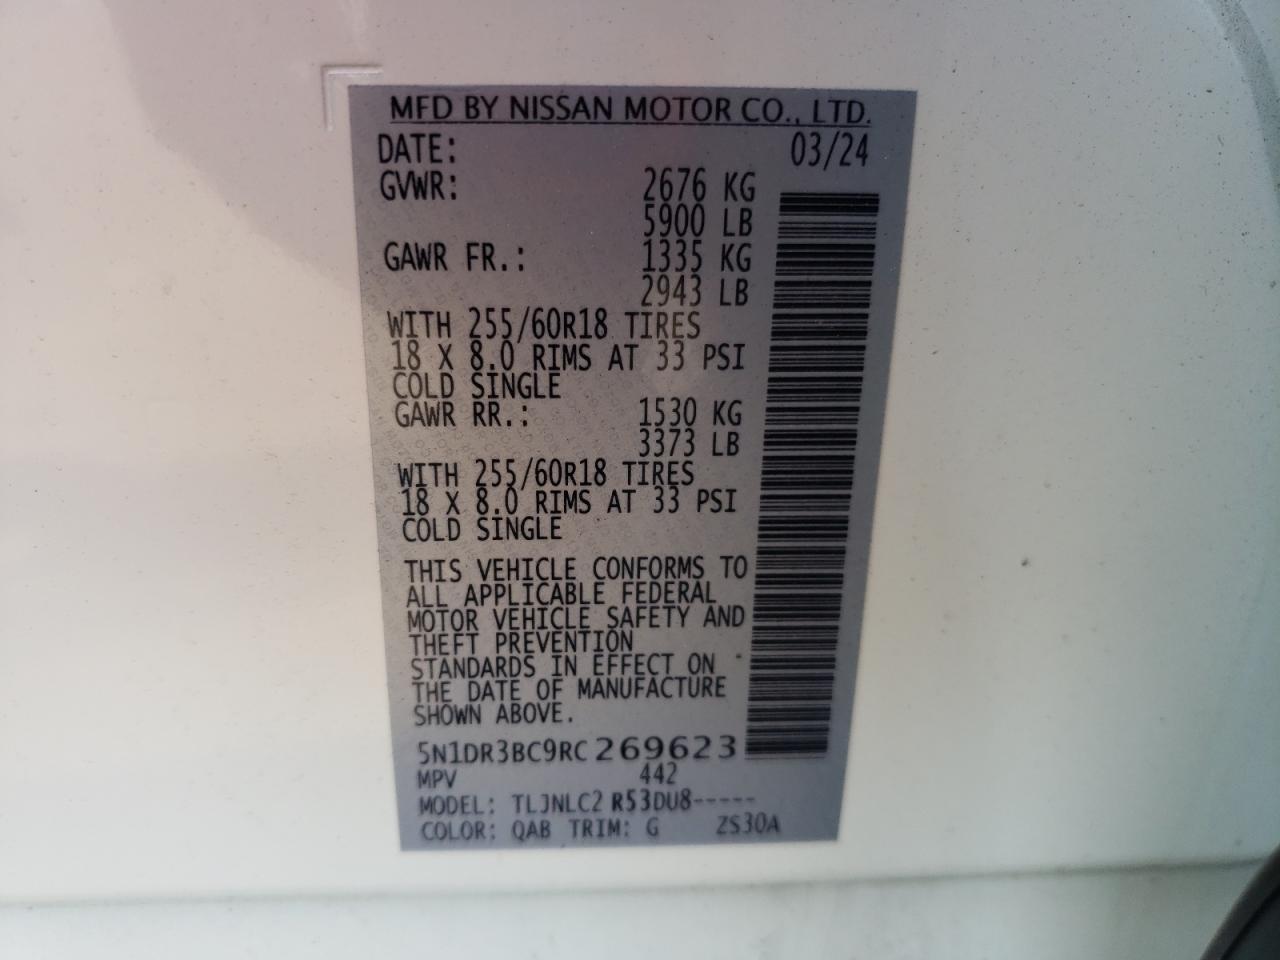 MFD BY NISSAN MOTOR CO., LTD.
DATE: 03/24
GVWR: 2676 KG
5900 LB
GAWR FR.: 1335 KG
2943 LB
WITH 255/60R18 TIRES
18 X 8.0 RIMS AT 33 PSI
COLD SINGLE
GAWR RR.: 1530 KG
3373 LB
WITH 255/60R18 TIRES
18 X 8.0 RIMS AT 33 PSI
COLD SINGLE
THIS VEHICLE CONFORMS TO
ALL APPLICABLE FEDERAL
MOTOR VEHICLE SAFETY AND
THEFT PREVENTION
STANDARDS IN EFFECT ON
THE DATE OF MANUFACTURE
SHOWN ABOVE.
5N1DR3BC9RC269623
MPV 442
MODEL: TLJNLC2 R53DU8-----
COLOR: QAB TRIM: G ZS30A